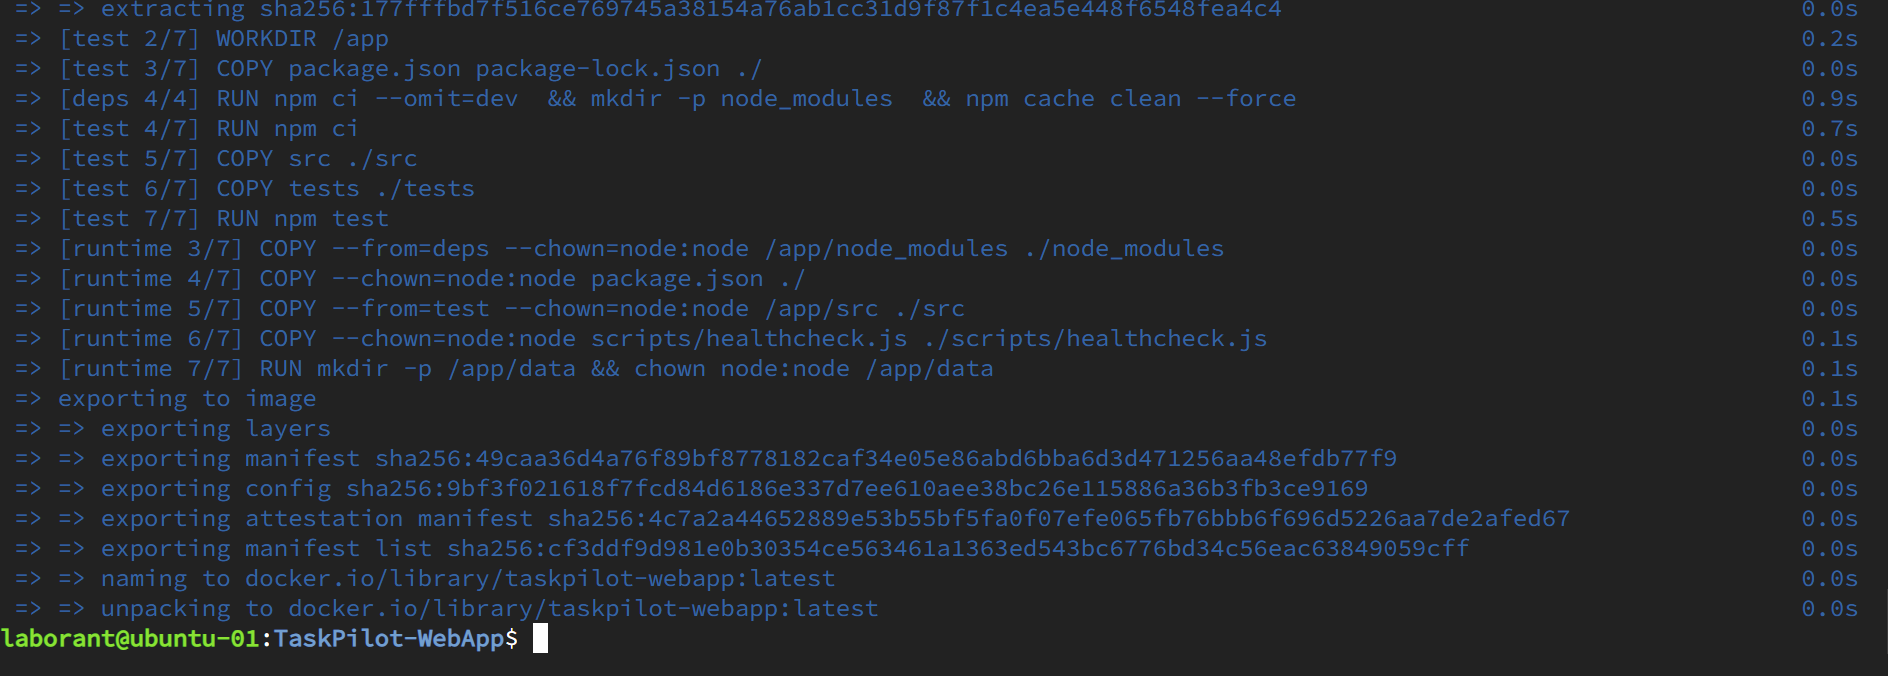 => => extracting sha256:177fffbd7f516ce769745a38154a76ab1cc31d9f87f1c4ea5e448f6548fea4c4 0.0s
=> [test 2/7] WORKDIR /app 0.2s
=> [test 3/7] COPY package.json package-lock.json ./ 0.0s
=> [deps 4/4] RUN npm ci --omit=dev  && mkdir -p node_modules  && npm cache clean --force 0.9s
=> [test 4/7] RUN npm ci 0.7s
=> [test 5/7] COPY src ./src 0.0s
=> [test 6/7] COPY tests ./tests 0.0s
=> [test 7/7] RUN npm test 0.5s
=> [runtime 3/7] COPY --from=deps --chown=node:node /app/node_modules ./node_modules 0.0s
=> [runtime 4/7] COPY --chown=node:node package.json ./ 0.0s
=> [runtime 5/7] COPY --from=test --chown=node:node /app/src ./src 0.0s
=> [runtime 6/7] COPY --chown=node:node scripts/healthcheck.js ./scripts/healthcheck.js 0.1s
=> [runtime 7/7] RUN mkdir -p /app/data && chown node:node /app/data 0.1s
=> exporting to image 0.1s
=> => exporting layers 0.0s
=> => exporting manifest sha256:49caa36d4a76f89bf8778182caf34e05e86abd6bba6d3d471256aa48efdb77f9 0.0s
=> => exporting config sha256:9bf3f021618f7fcd84d6186e337d7ee610aee38bc26e115886a36b3fb3ce9169 0.0s
=> => exporting attestation manifest sha256:4c7a2a44652889e53b55bf5fa0f07efe065fb76bbb6f696d5226aa7de2afed67 0.0s
=> => exporting manifest list sha256:cf3ddf9d981e0b30354ce563461a1363ed543bc6776bd34c56eac63849059cff 0.0s
=> => naming to docker.io/library/taskpilot-webapp:latest 0.0s
=> => unpacking to docker.io/library/taskpilot-webapp:latest 0.0s
laborant@ubuntu-01:TaskPilot-WebApp$